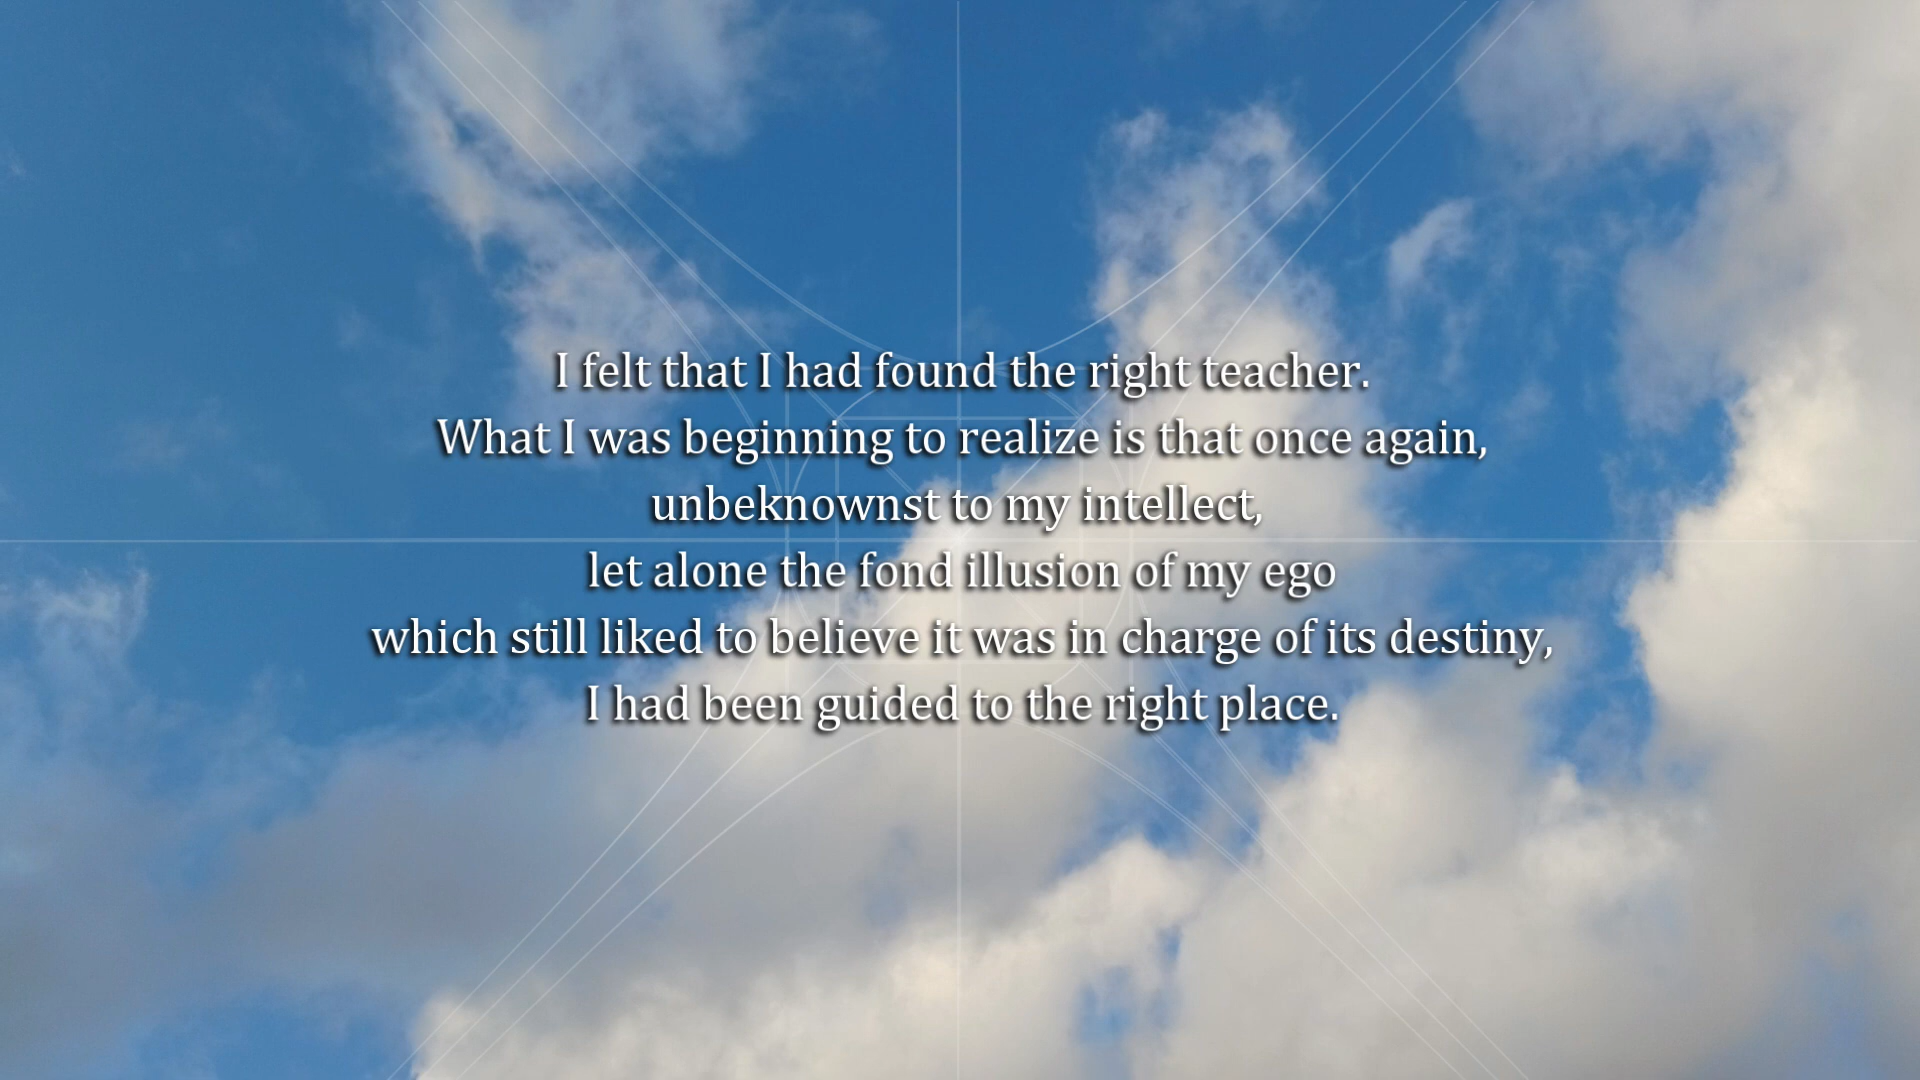 I felt that I had found the right teacher.
What I was beginning to realize is that once again,
unbeknownst to my intellect,
let alone the fond illusion of my ego
which still liked to believe it was in charge of its destiny,
I had been guided to the right place.